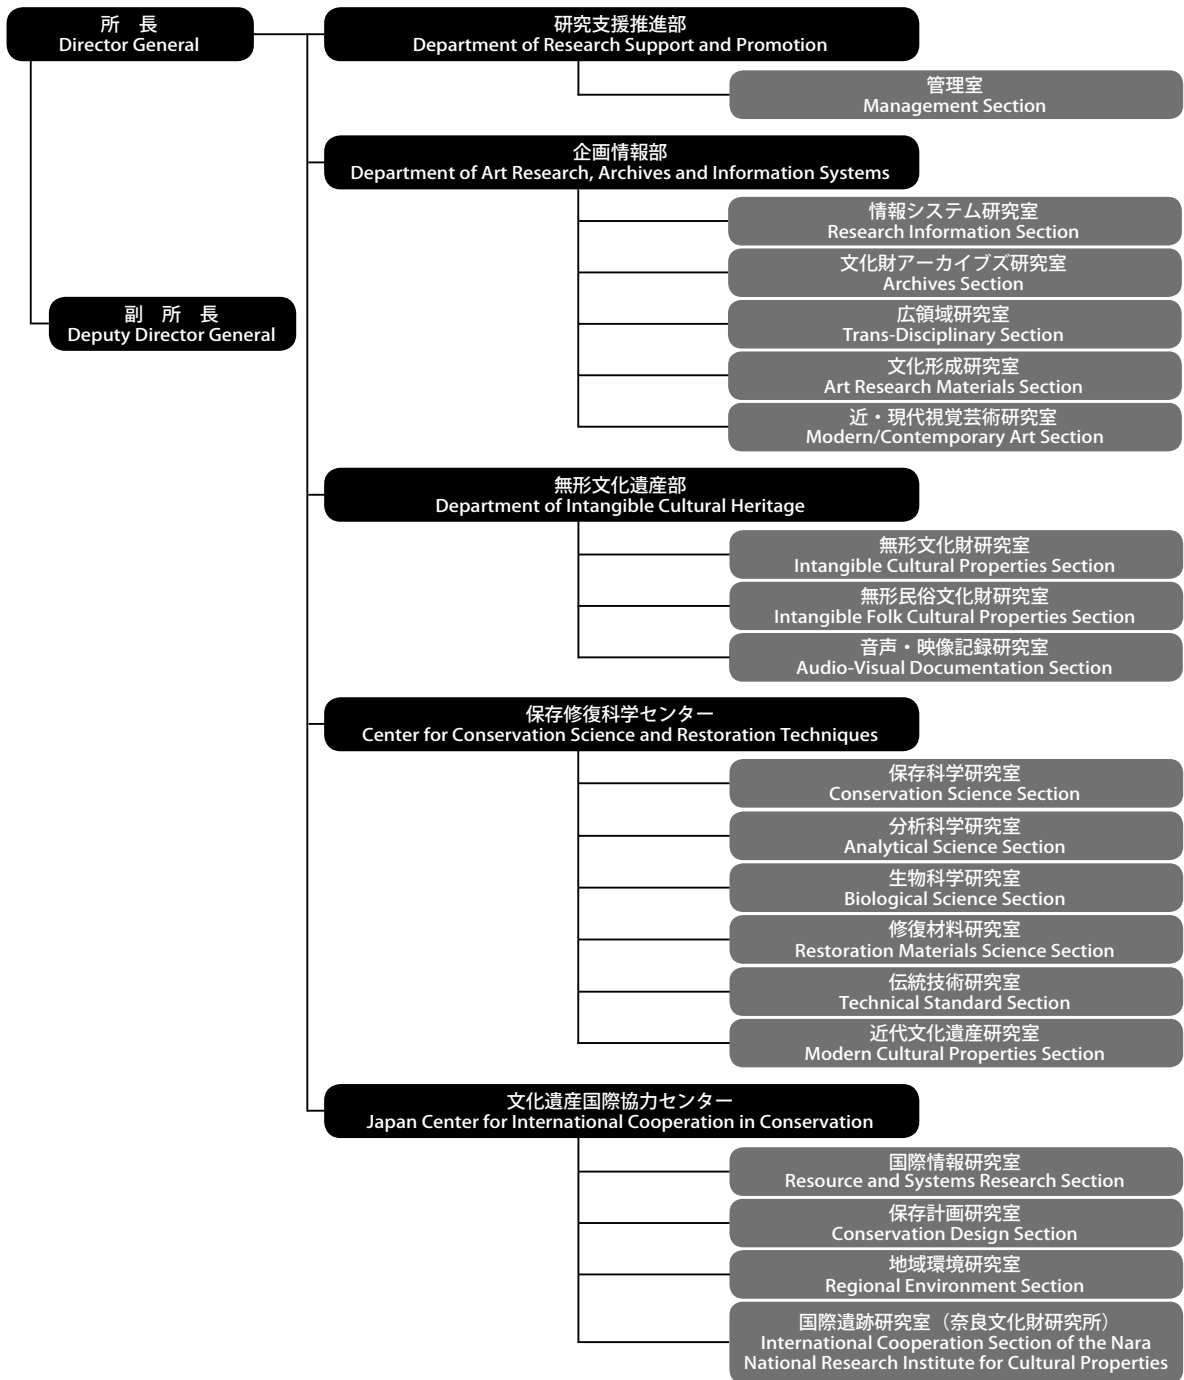 所　長
Director General
研究支援推進部
Department of Research Support and Promotion
管理室
Management Section
企画情報部
Department of Art Research, Archives and Information Systems
情報システム研究室
Research Information Section
文化財アーカイブズ研究室
Archives Section
副　所　長
Deputy Director General
広領域研究室
Trans-Disciplinary Section
文化形成研究室
Art Research Materials Section
近・現代視覚芸術研究室
Modern/Contemporary Art Section
無形文化遺産部
Department of Intangible Cultural Heritage
無形文化財研究室
Intangible Cultural Properties Section
無形民俗文化財研究室
Intangible Folk Cultural Properties Section
音声・映像記録研究室
Audio-Visual Documentation Section
保存修復科学センター
Center for Conservation Science and Restoration Techniques
保存科学研究室
Conservation Science Section
分析科学研究室
Analytical Science Section
生物科学研究室
Biological Science Section
修復材料研究室
Restoration Materials Science Section
伝統技術研究室
Technical Standard Section
近代文化遺産研究室
Modern Cultural Properties Section
文化遺産国際協力センター
Japan Center for International Cooperation in Conservation
国際情報研究室
Resource and Systems Research Section
保存計画研究室
Conservation Design Section
地域環境研究室
Regional Environment Section
国際遺跡研究室（奈良文化財研究所）
International Cooperation Section of the Nara
National Research Institute for Cultural Properties